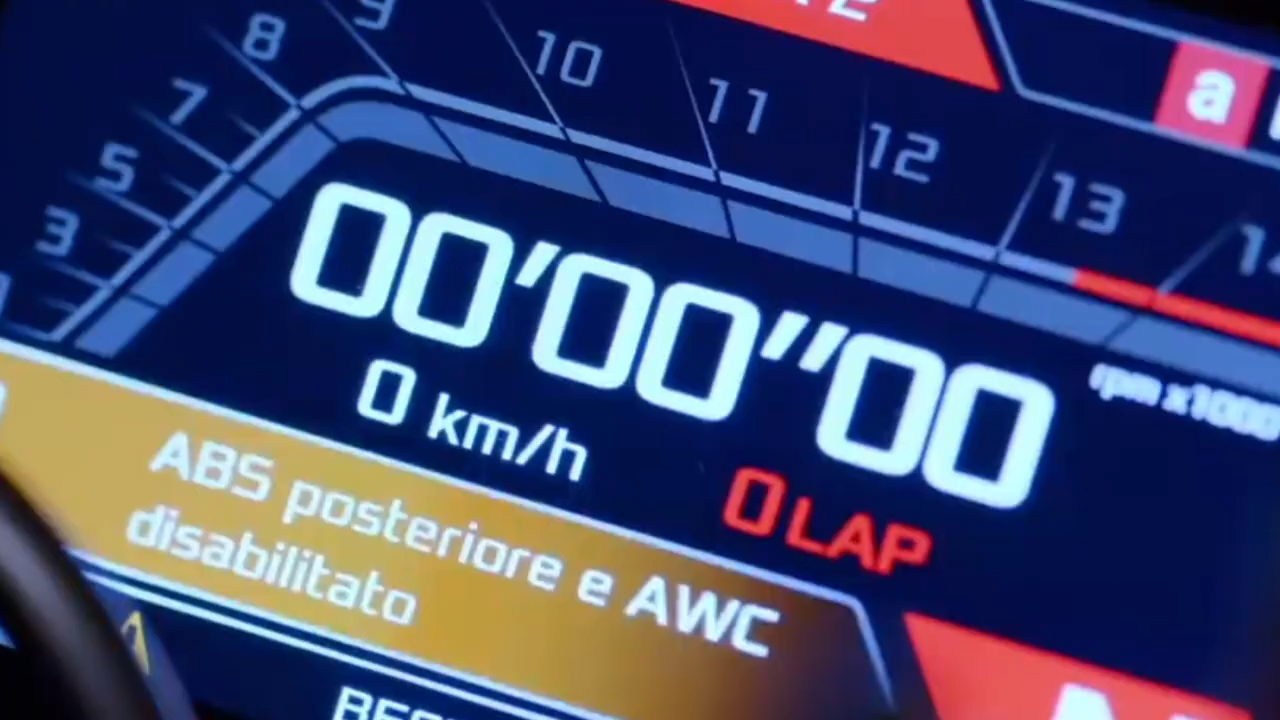 8
9
10
11
12
13
7
5
3
a
00'00"00
rpm x1000
0 km/h
0 LAP
ABS posteriore e AWC
disabilitato